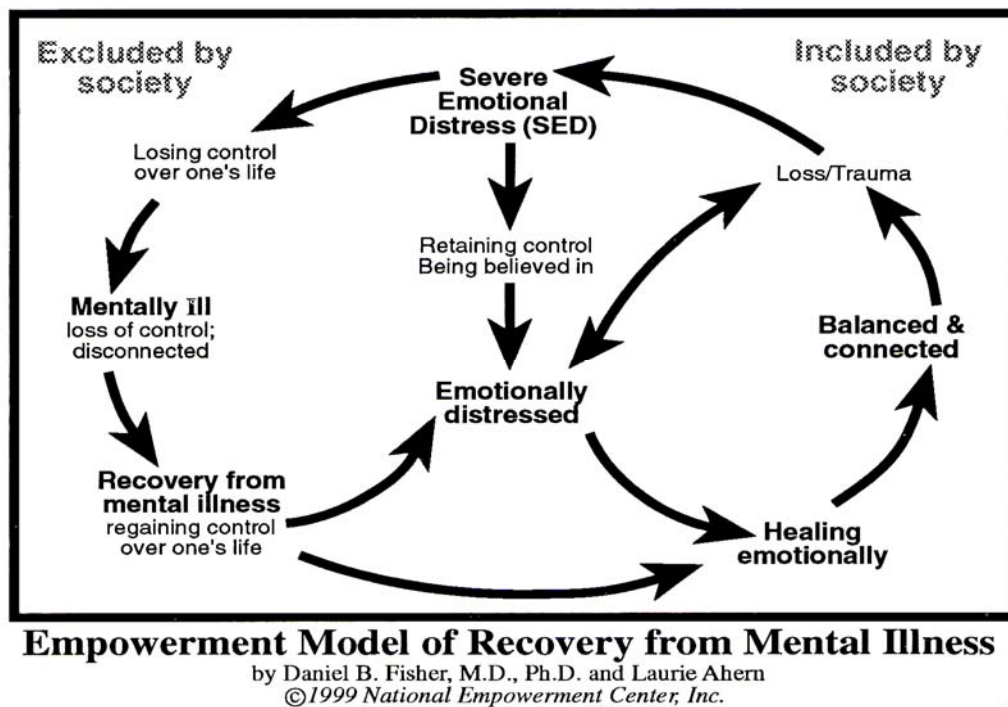 Excluded by
society
Included by
society
Severe
Emotional
Distress (SED)
Losing control
over one's life
Loss/Trauma
Retaining control
Being believed in
Mentally ill
loss of control;
disconnected
Balanced &
connected
Emotionally
distressed
Recovery from
mental illness
regaining control
over one's life
Healing
emotionally
Empowerment Model of Recovery from Mental Illness
by Daniel B. Fisher, M.D., Ph.D. and Laurie Ahern
©1999 National Empowerment Center, Inc.